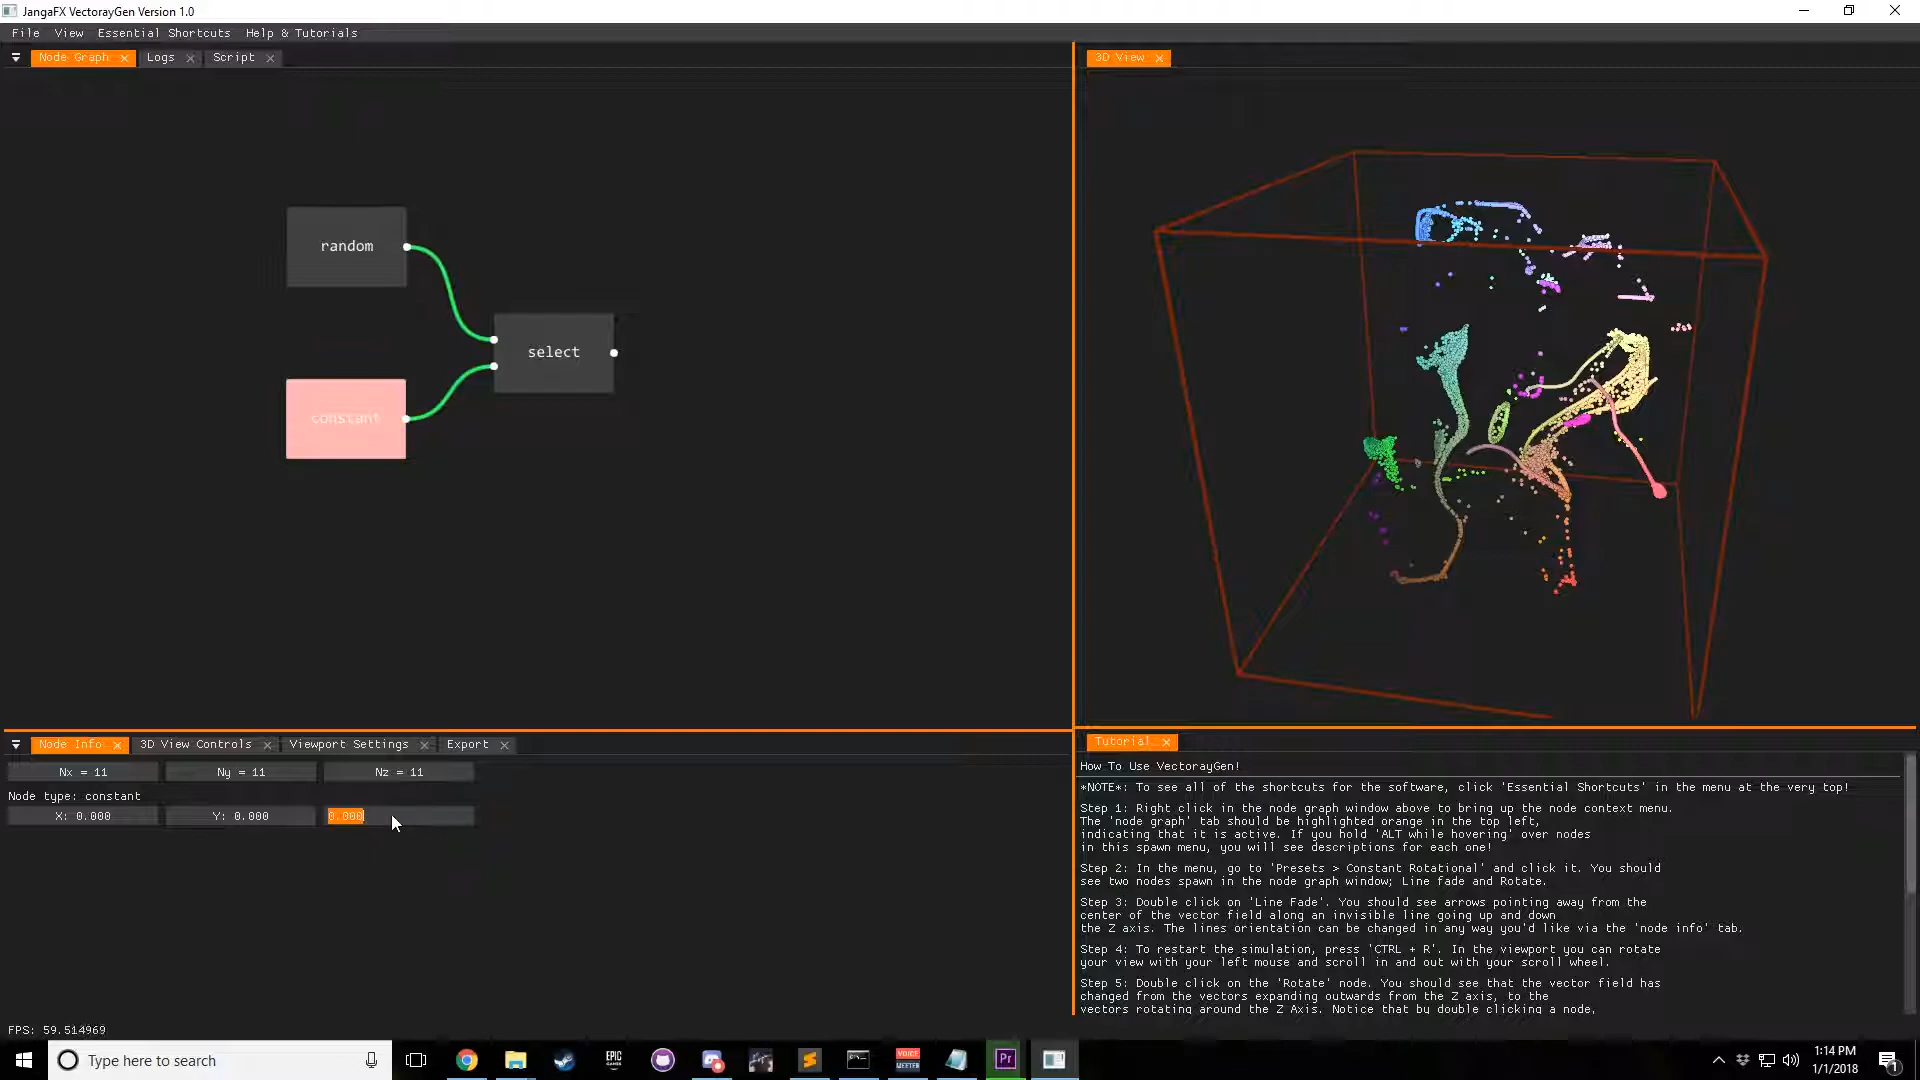 JangaFX VectorayGen Version 1.0
File View Essential Shortcuts Help & Tutorials
Node Graph Logs Script
3D View
random
select
constant
Node Info 3D View Controls Viewport Settings Export
Nx = 11 Ny = 11 Nz = 11
Node type: constant
X: 0.000 Y: 0.000 0.000
Tutorial
How To Use VectorayGen!
*NOTE*: To see all of the shortcuts for the software, click 'Essential Shortcuts' in the menu at the very top!
Step 1: Right click in the node graph window above to bring up the node context menu.
The 'node graph' tab should be highlighted orange in the top left,
indicating that it is active. If you hold 'ALT while hovering' over nodes
in this spawn menu, you will see descriptions for each one!
Step 2: In the menu, go to 'Presets > Constant Rotational' and click it. You should
see two nodes spawn in the node graph window; Line fade and Rotate.
Step 3: Double click on 'Line Fade'. You should see arrows pointing away from the
center of the vector field along an invisible line going up and down
the Z axis. The lines orientation can be changed in any way you'd like via the 'node info' tab.
Step 4: To restart the simulation, press 'CTRL + R'. In the viewport you can rotate
your view with your left mouse and scroll in and out with your scroll wheel.
Step 5: Double click on the 'Rotate' node. You should see that the vector field has
changed from the vectors expanding outwards from the Z axis, to the
vectors rotating around the Z Axis. Notice that by double clicking a node,
FPS: 59.514969
Type here to search
EPIC GAMES
VOICE MEETER
Pr
1:14 PM
1/1/2018
1